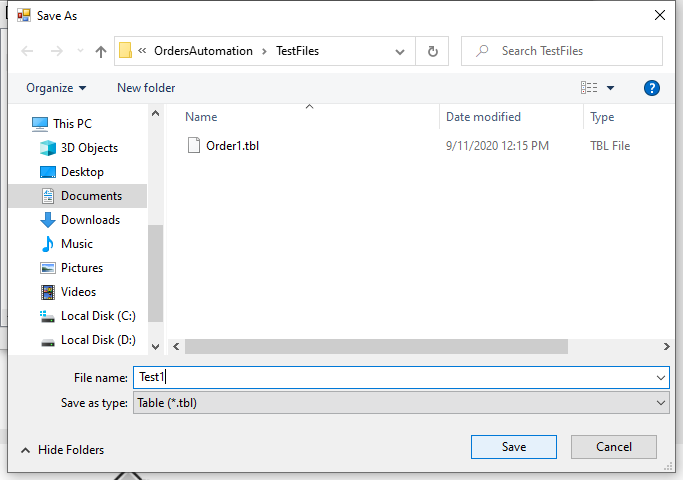 Save As
« OrdersAutomation › TestFiles
Search TestFiles
Organize
New folder
?
Name
Date modified
Type
Order1.tbl
9/11/2020 12:15 PM
TBL File
This PC
3D Objects
Desktop
Documents
Downloads
Music
Pictures
Videos
Local Disk (C:)
Local Disk (D:)
File name:
Test1
Save as type:
Table (*.tbl)
Hide Folders
Save
Cancel